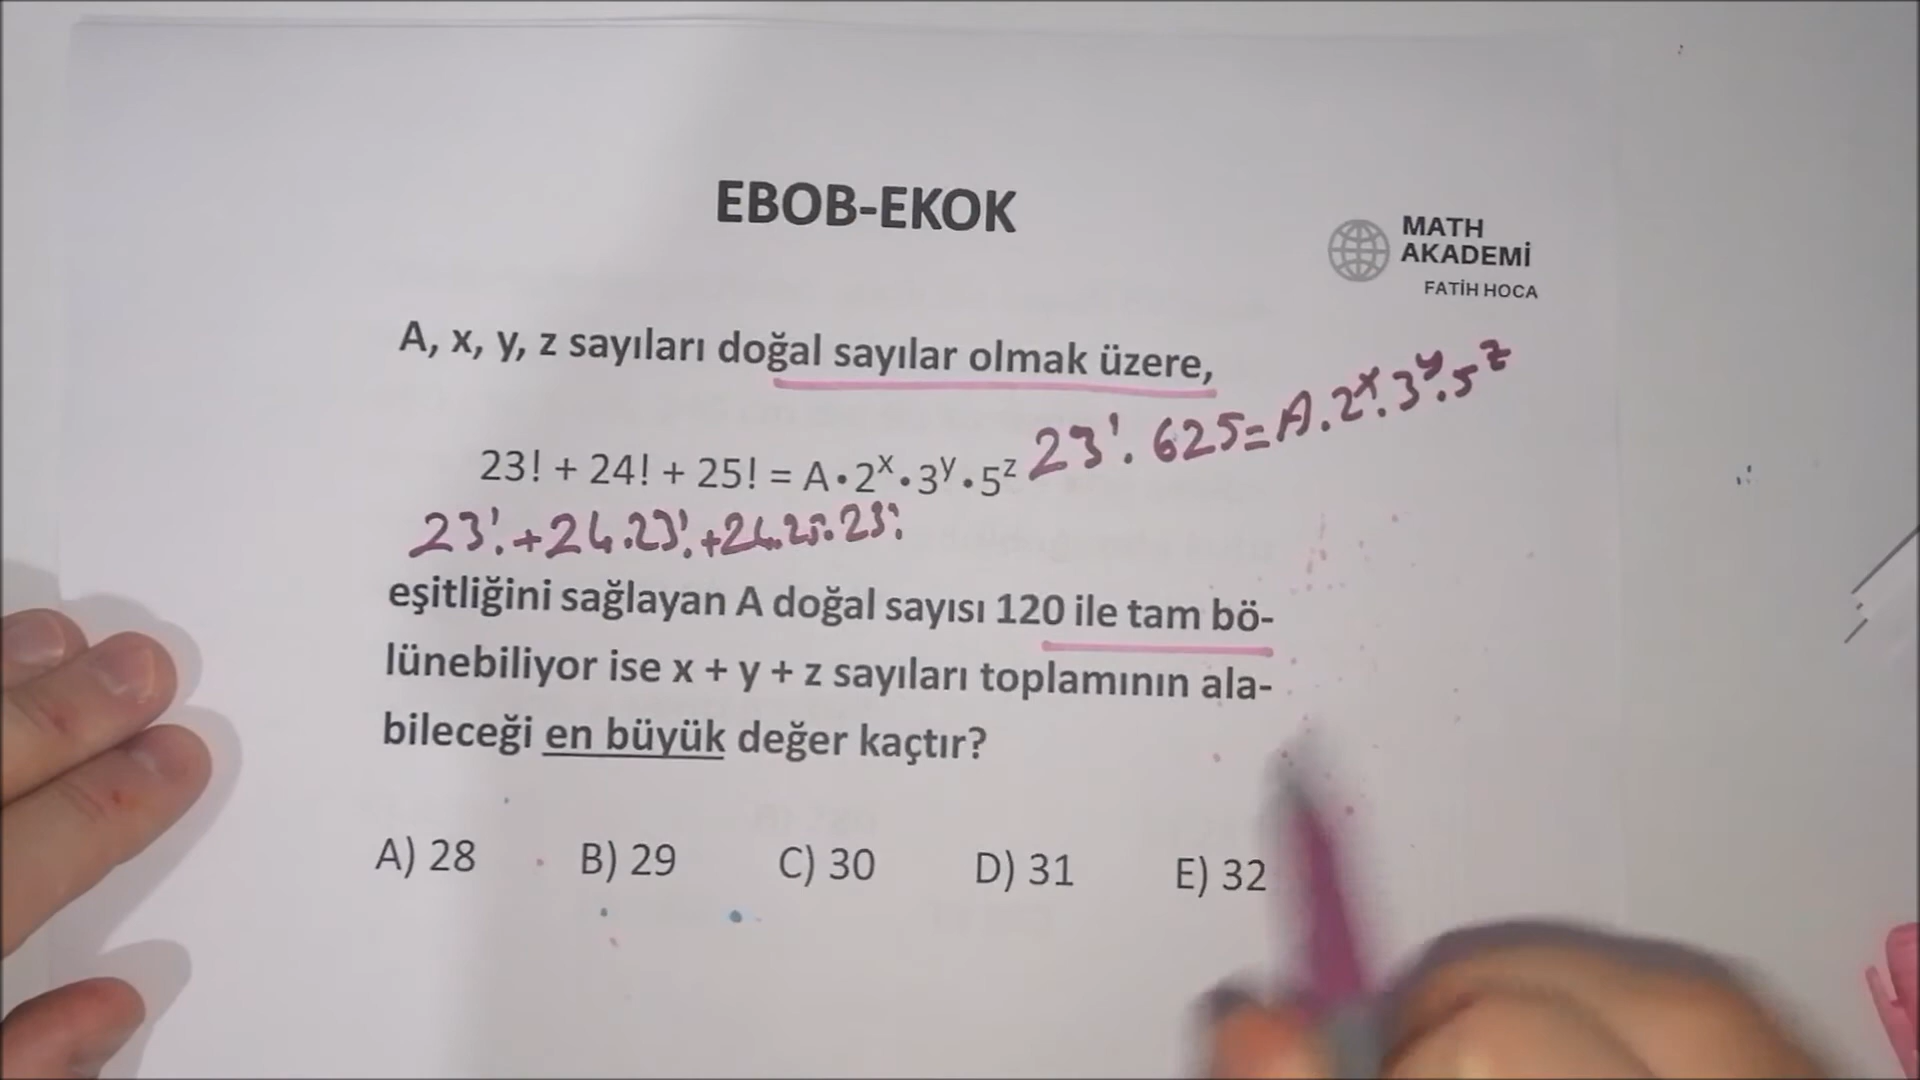 EBOB-EKOK
MATH
AKADEMİ
FATİH HOCA
A, x, y, z sayıları doğal sayılar olmak üzere,
23! + 24! + 25! = A•2ˣ•3ʸ•5ᶻ
23!.625=A.2ˣ.3ʸ.5ᶻ
23!+24.23!+24.25.23!
eşitliğini sağlayan A doğal sayısı 120 ile tam bö-
lünebiliyor ise x + y + z sayıları toplamının ala-
bileceği en büyük değer kaçtır?
A) 28 B) 29 C) 30 D) 31 E) 32